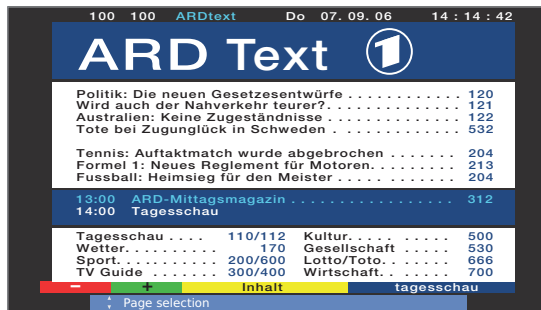 100 100 ARDtext Do 07. 09. 06 14 : 14 : 42
ARD Text 1
Politik: Die neuen Gesetzesentwürfe . . . . . . . . . . . . 120
Wird auch der Nahverkehr teurer?. . . . . . . . . . . . . . 121
Australien: Keine Zugeständnisse . . . . . . . . . . . . . . 122
Tote bei Zugunglück in Schweden . . . . . . . . . . . . . 532
Tennis: Auftaktmatch wurde abgebrochen . . . . . . . 204
Formel 1: Neues Reglement für Motoren. . . . . . . . . 213
Fussball: Heimsieg für den Meister . . . . . . . . . . . . 204
13:00 ARD-Mittagsmagazin . . . . . . . . . . . . . . . . . . 312
14:00 Tagesschau
Tagesschau . . . . 110/112 Kultur. . . . . . . . . . 500
Wetter. . . . . . . . . . 170 Gesellschaft . . . . . 530
Sport. . . . . . . . . . . 200/600 Lotto/Toto. . . . . . . 666
TV Guide . . . . . . . 300/400 Wirtschaft. . . . . . . 700
− + Inhalt tagesschau
Page selection